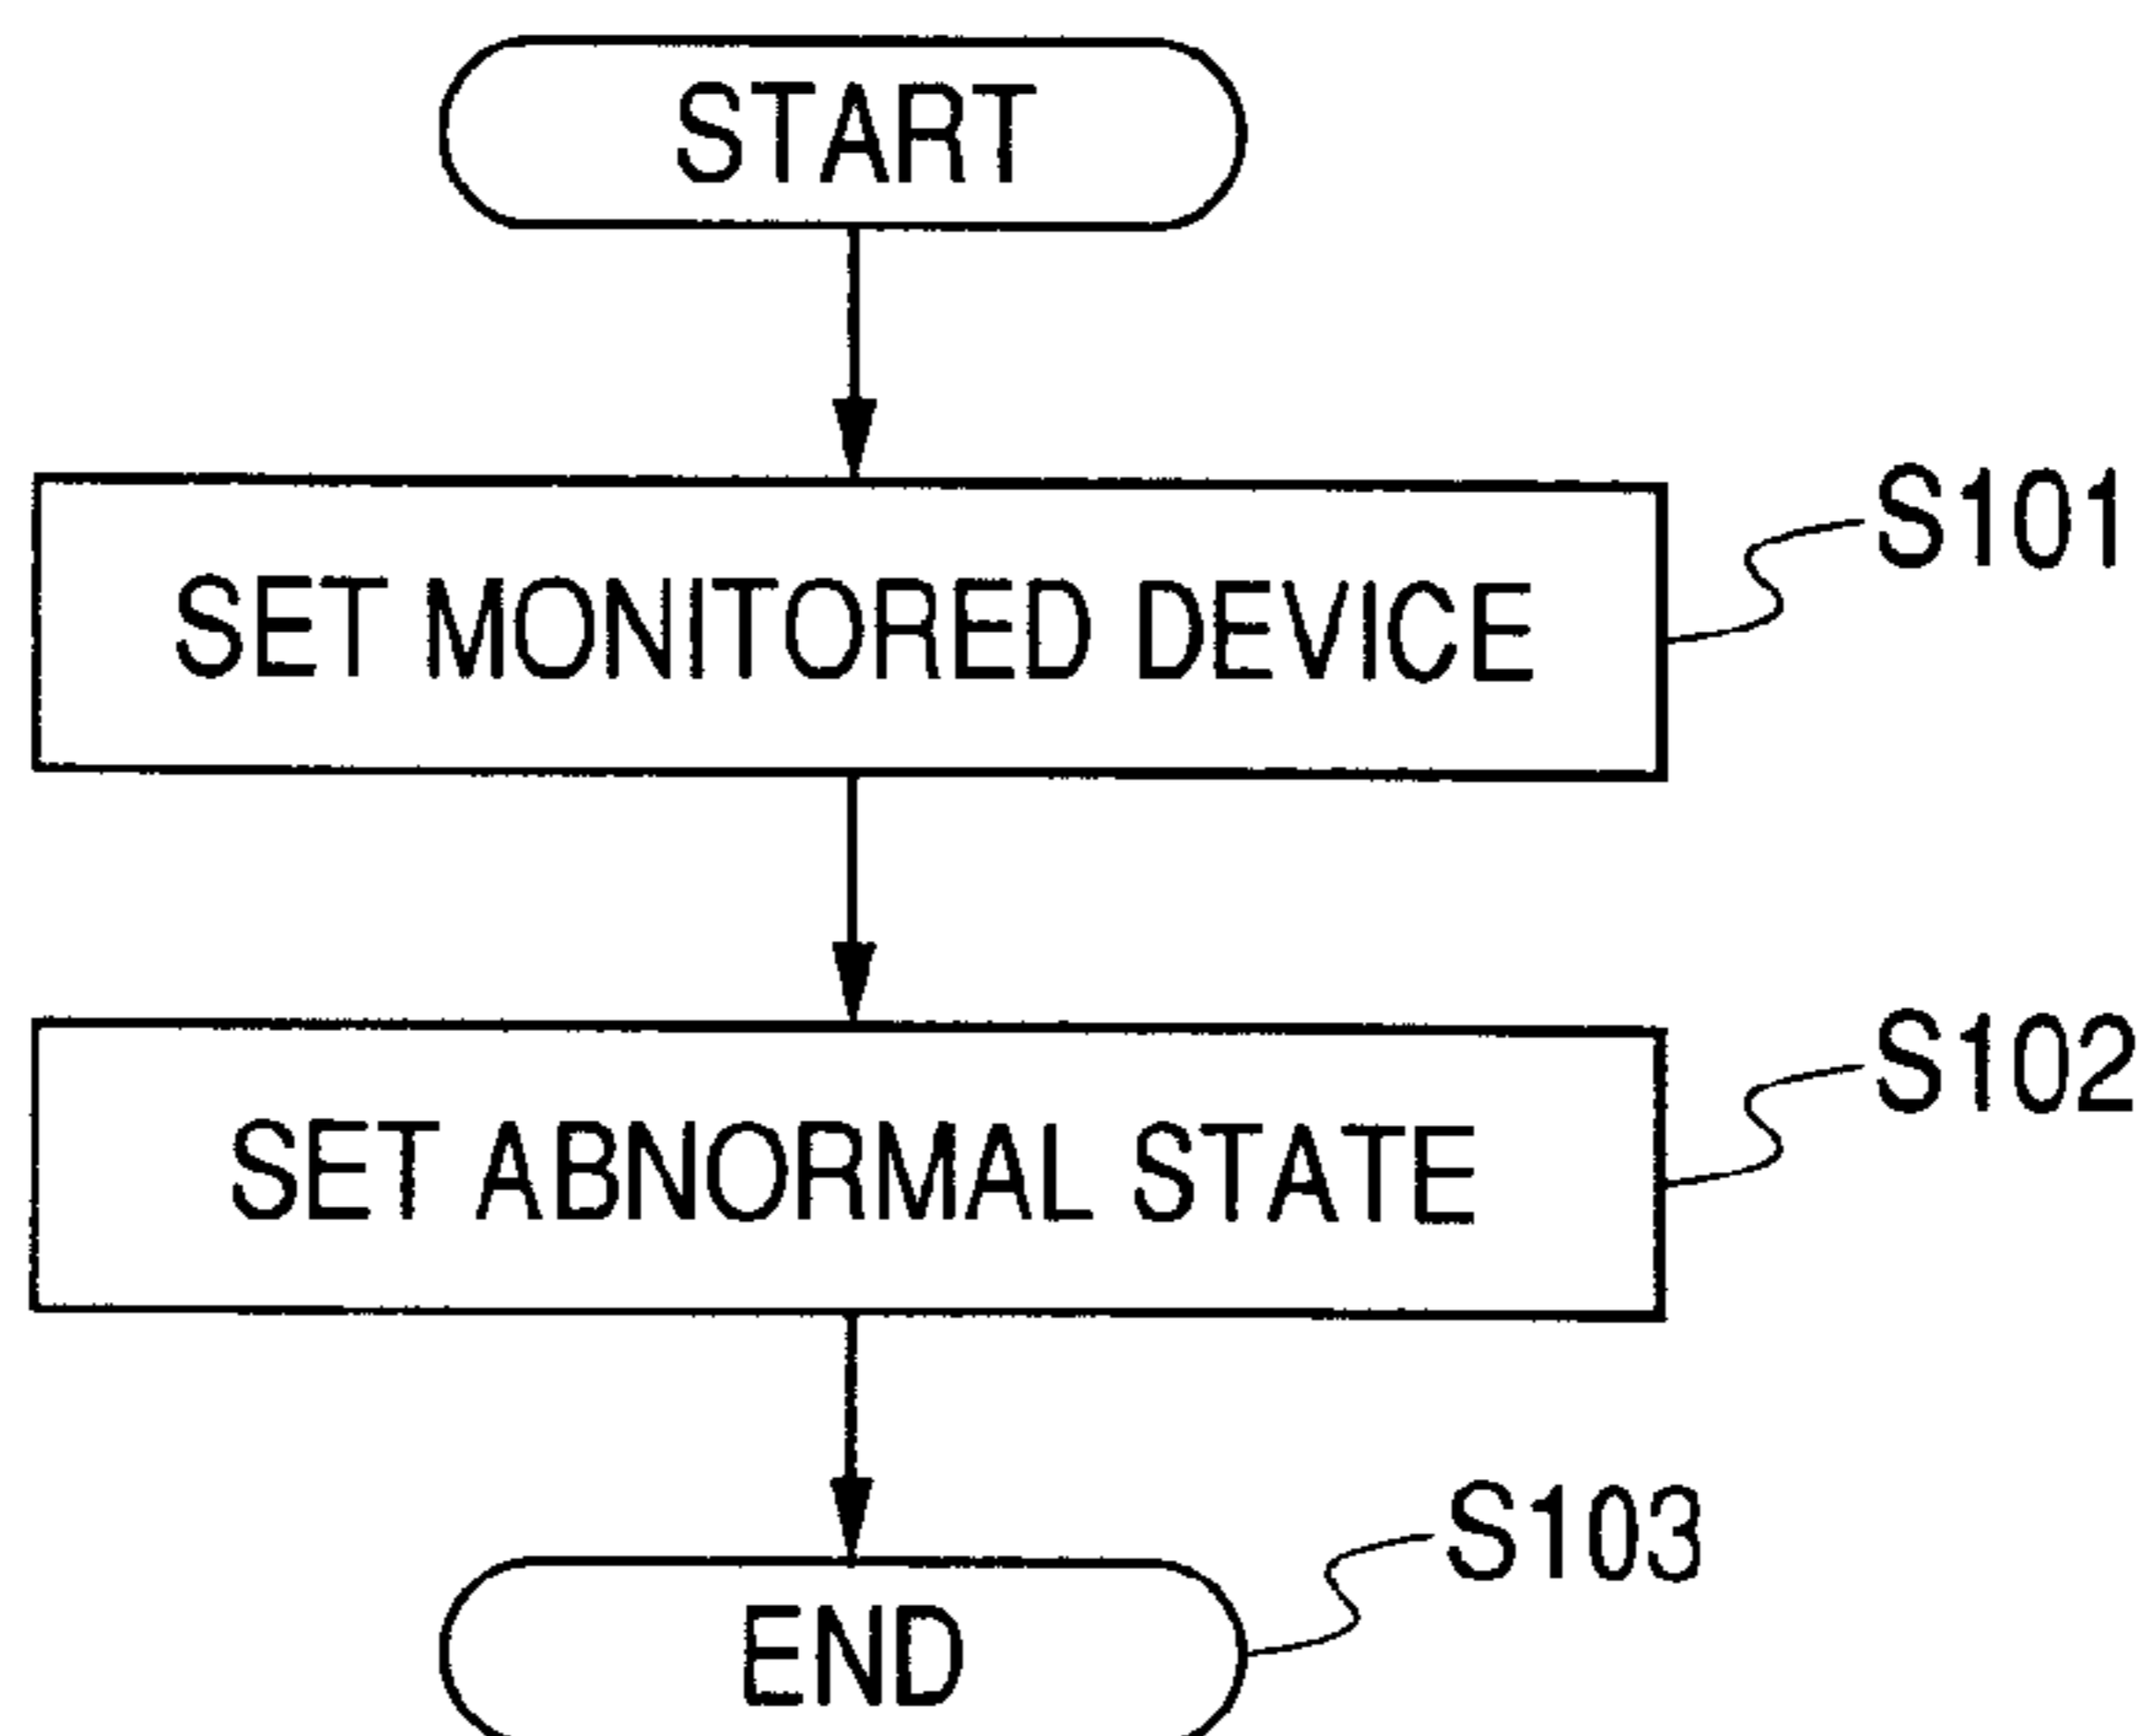 START
SET MONITORED DEVICE
S101
SET ABNORMAL STATE
S102
S103
END